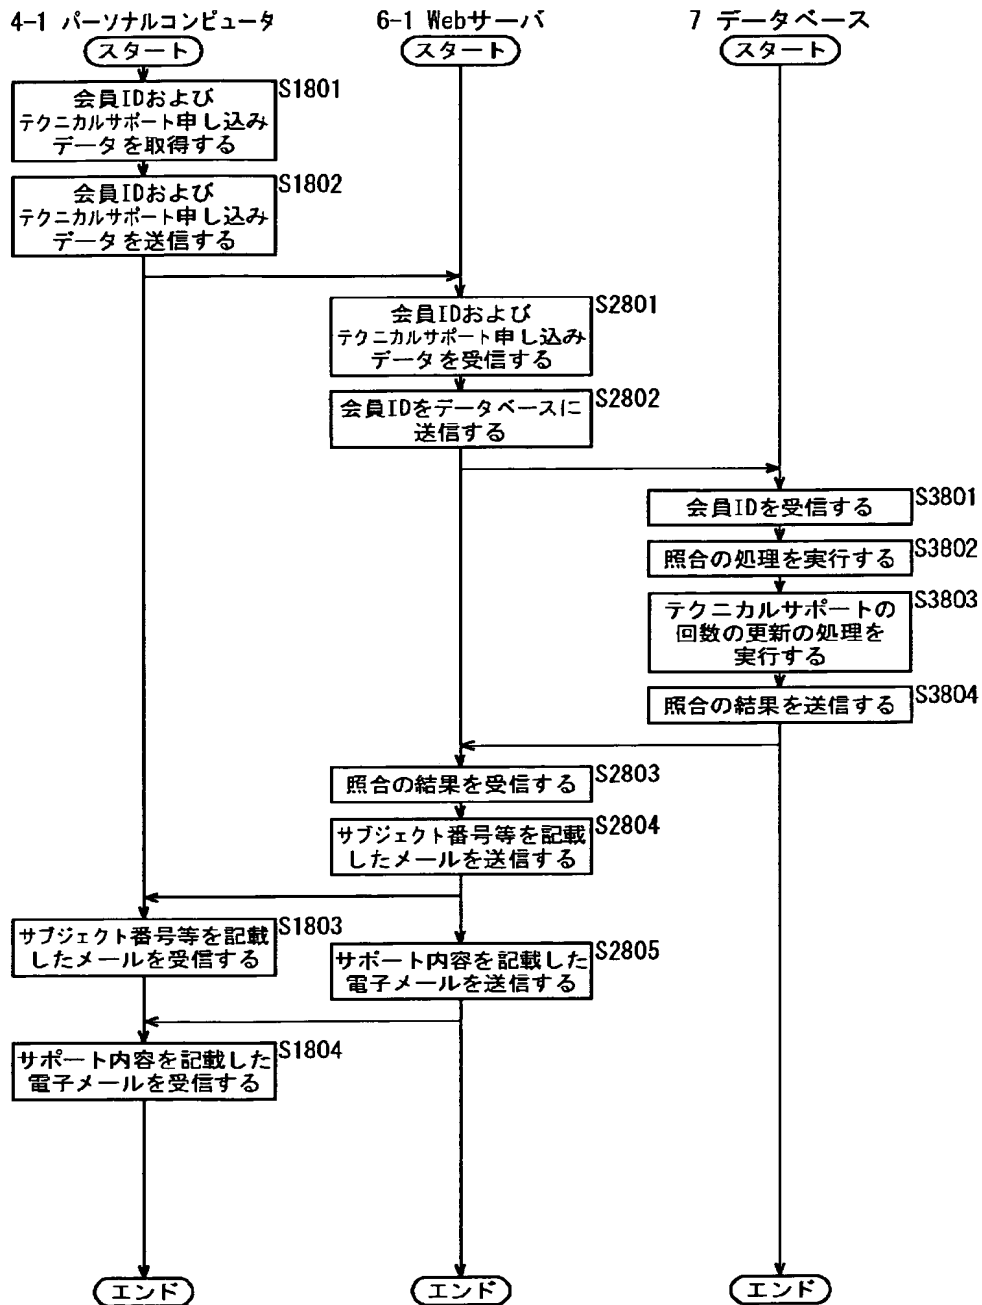 4-1 パーソナルコンピュータ
6-1 Webサーバ
7 データベース
スタート
スタート
スタート
会員IDおよび
テクニカルサポート申し込み
データを取得する
S1801
会員IDおよび
テクニカルサポート申し込み
データを送信する
S1802
会員IDおよび
テクニカルサポート申し込み
データを受信する
S2801
会員IDをデータベースに
送信する
S2802
会員IDを受信する
S3801
照合の処理を実行する
S3802
テクニカルサポートの
回数の更新の処理を
実行する
S3803
照合の結果を送信する
S3804
照合の結果を受信する
S2803
サブジェクト番号等を記載
したメールを送信する
S2804
サブジェクト番号等を記載
したメールを受信する
S1803
サポート内容を記載した
電子メールを送信する
S2805
サポート内容を記載した
電子メールを受信する
S1804
エンド
エンド
エンド